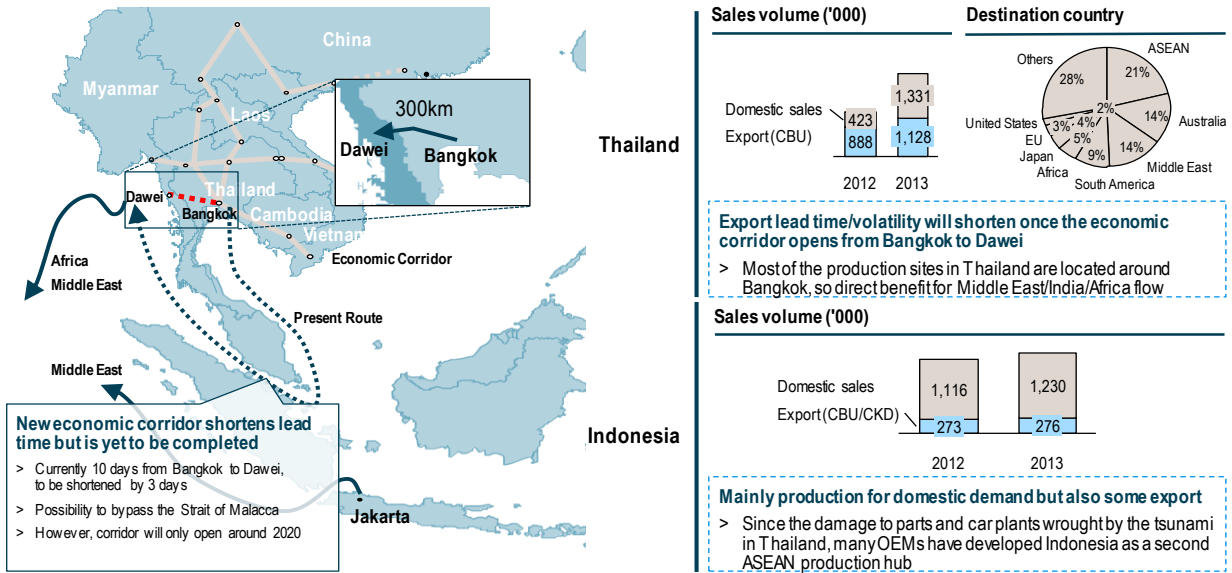 China
Myanmar
Laos
300km
Dawei
Bangkok
Thailand
Dawei
Bangkok
Cambodia
Vietnam
Economic Corridor
Africa
Middle East
Present Route
Middle East
New economic corridor shortens lead
time but is yet to be completed
> Currently 10 days from Bangkok to Dawei,
to be shortened by 3 days
> Possibility to bypass the Strait of Malacca
> However, corridor will only open around 2020
Jakarta
Thailand
Sales volume ('000)
Domestic sales
Export (CBU)
423
888
1,331
1,128
2012
2013
Destination country
ASEAN
21%
Australia
14%
Middle East
14%
South America
9%
Africa
5%
Japan
4%
EU
3%
United States
2%
Others
28%
Export lead time/volatility will shorten once the economic
corridor opens from Bangkok to Dawei
> Most of the production sites in Thailand are located around
Bangkok, so direct benefit for Middle East/India/Africa flow
Indonesia
Sales volume ('000)
Domestic sales
Export (CBU/CKD)
1,116
273
1,230
276
2012
2013
Mainly production for domestic demand but also some export
> Since the damage to parts and car plants wrought by the tsunami
in Thailand, many OEMs have developed Indonesia as a second
ASEAN production hub